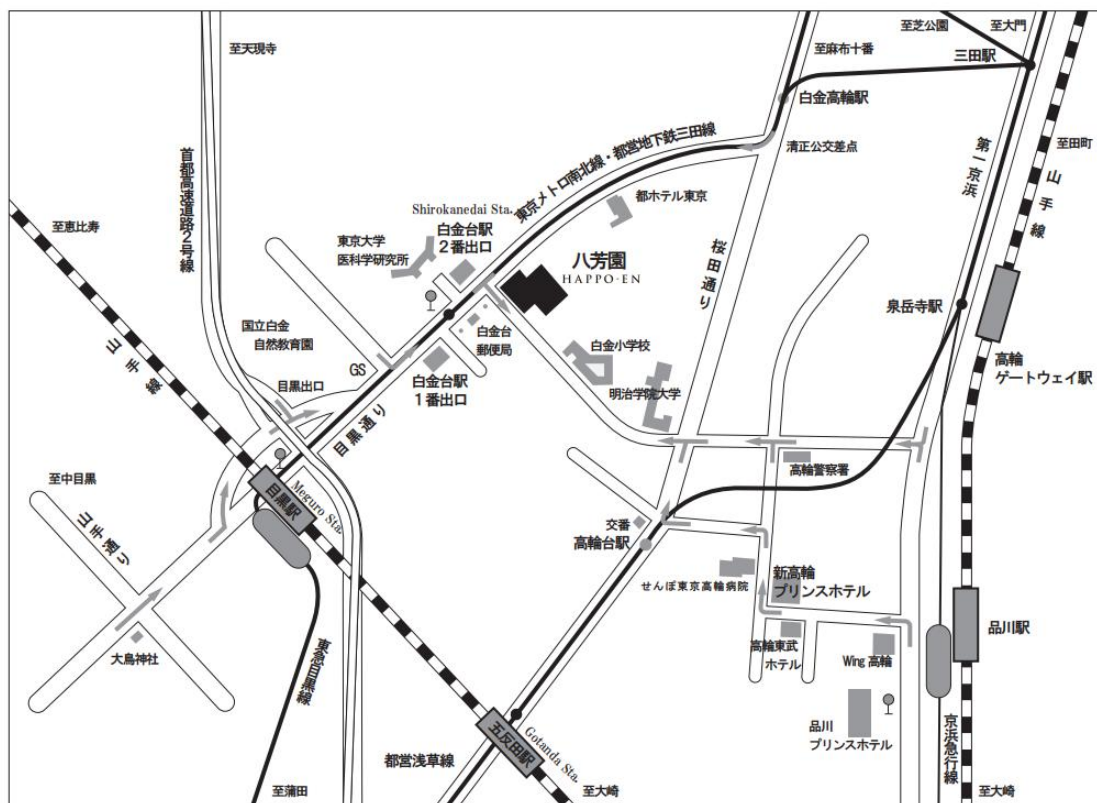 至芝公園
至大門
至天現寺
至麻布十番
三田駅
白金高輪駅
清正公交差点
首都高速道路2号線
東京メトロ南北線・都営地下鉄三田線
第一京浜
至田町
山手線
都ホテル東京
Shirokanedai Sta.
白金台駅
2番出口
東京大学
医科学研究所
至恵比寿
八芳園
HAPPO-EN
桜田通り
泉岳寺駅
国立白金
自然教育園
白金台
郵便局
白金小学校
高輪
ゲートウェイ駅
山手線
GS
目黒出口
白金台駅
1番出口
明治学院大学
目黒通り
高輪警察署
至中目黒
目黒駅
Meguro Sta.
山手通り
交番
高輪台駅
せんぽ東京高輪病院
新高輪
プリンスホテル
品川駅
大鳥神社
東急目黒線
高輪東武
ホテル
Wing 高輪
五反田駅
Gotanda Sta.
品川
プリンスホテル
京浜急行線
都営浅草線
至蒲田
至大崎
至大崎